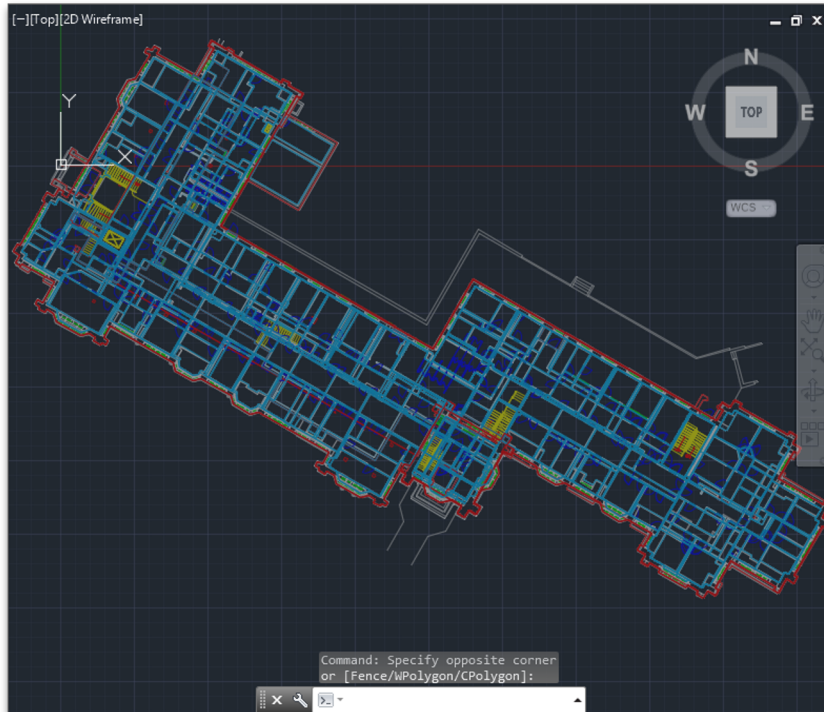 [−][Top][2D Wireframe]
N
Y
W
TOP
E
X
S
WCS
Command: Specify opposite corner
or [Fence/WPolygon/CPolygon]: